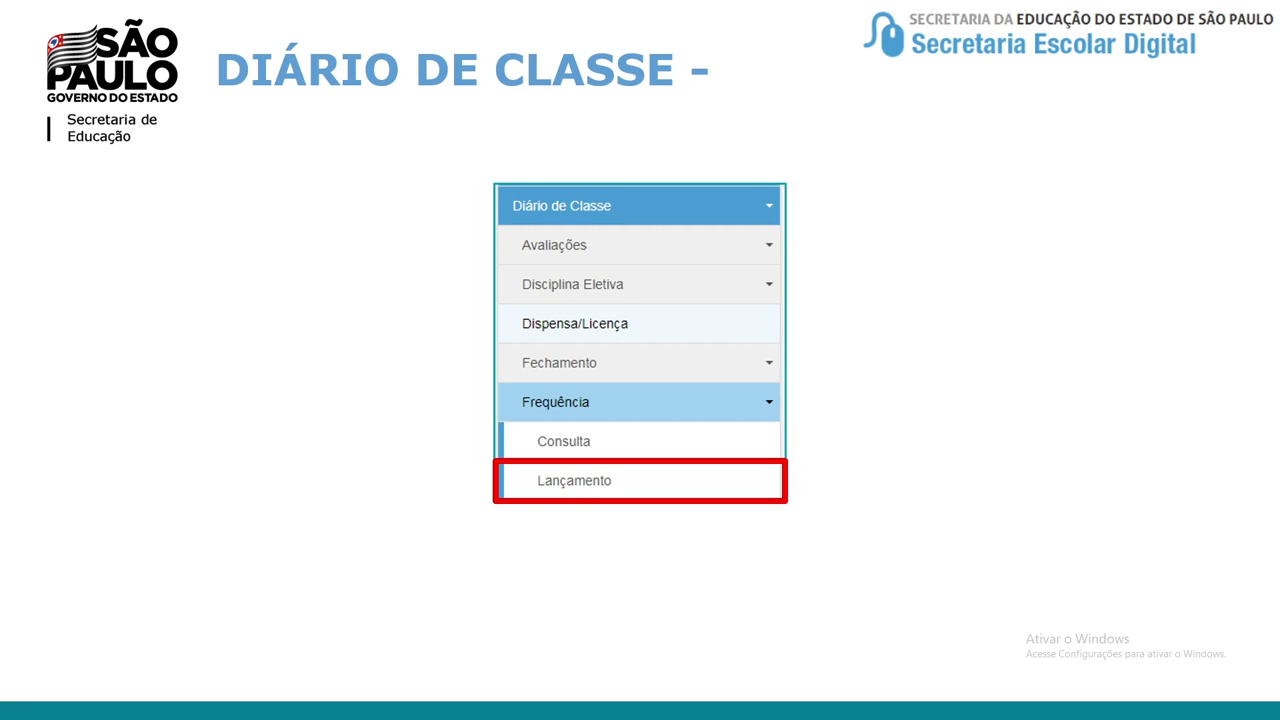 SÃO
PAULO
GOVERNO DO ESTADO
Secretaria de
Educação
DIÁRIO DE CLASSE -
SECRETARIA DA EDUCAÇÃO DO ESTADO DE SÃO PAULO
Secretaria Escolar Digital
Diário de Classe
Avaliações
Disciplina Eletiva
Dispensa/Licença
Fechamento
Frequência
Consulta
Lançamento
Ativar o Windows
Acesse Configurações para ativar o Windows.